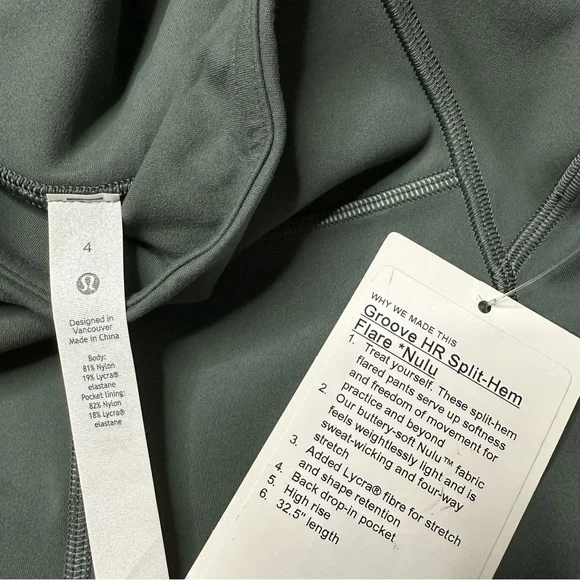 4
Designed in
Vancouver
Made in China
Body:
81% Nylon
19% Lycra®
elastane
Pocket lining:
82% Nylon
18% Lycra®
elastane
WHY WE MADE THIS
Groove HR Split-Hem
Flare *Nulu
1. Treat yourself. These split-hem
flared pants serve up softness
and freedom of movement for
practice and beyond
2. Our buttery-soft Nulu™ fabric
feels weightlessly light and is
sweat-wicking and four-way
stretch
3. Added Lycra® fibre for stretch
and shape retention
4. Back drop-in pocket
5. High rise
6. 32.5" length